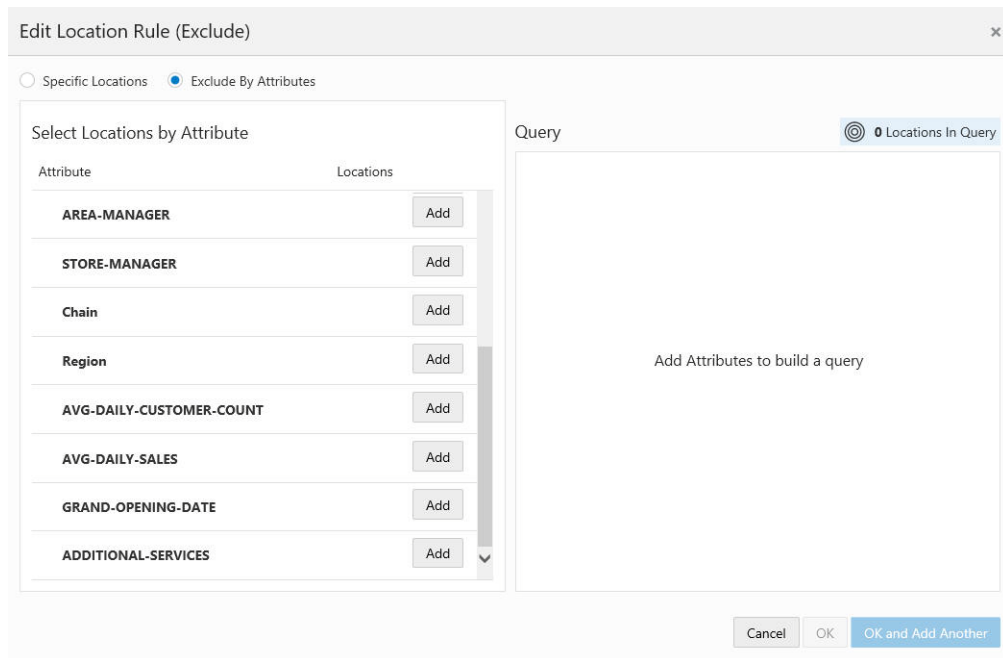 Edit Location Rule (Exclude)
×
Specific Locations Exclude By Attributes
Select Locations by Attribute
Attribute Locations
AREA-MANAGER Add
STORE-MANAGER Add
Chain Add
Region Add
AVG-DAILY-CUSTOMER-COUNT Add
AVG-DAILY-SALES Add
GRAND-OPENING-DATE Add
ADDITIONAL-SERVICES Add
Query 0 Locations In Query
Add Attributes to build a query
Cancel OK OK and Add Another